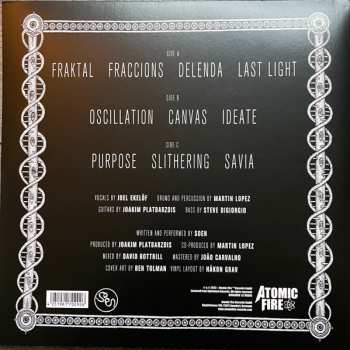 SIDE A
FRAKTAL FRACCIONS DELENDA LAST LIGHT
SIDE B
OSCILLATION CANVAS IDEATE
SIDE C
PURPOSE SLITHERING SAVIA
VOCALS BY JOEL EKELÖF DRUMS AND PERCUSSION BY MARTIN LOPEZ
GUITARS BY JOAKIM PLATBARZDIS BASS BY STEVE DIGIORGIO
WRITTEN AND PERFORMED BY SOEN
PRODUCED BY JOAKIM PLATBARZDIS CO-PRODUCED BY MARTIN LOPEZ
MIXED BY DAVID BOTTRILL MASTERED BY JOÃO CARVALHO
COVER ART BY BEN TOLMAN VINYL LAYOUT BY HÅKON GRAV
ATOMIC
FIRE